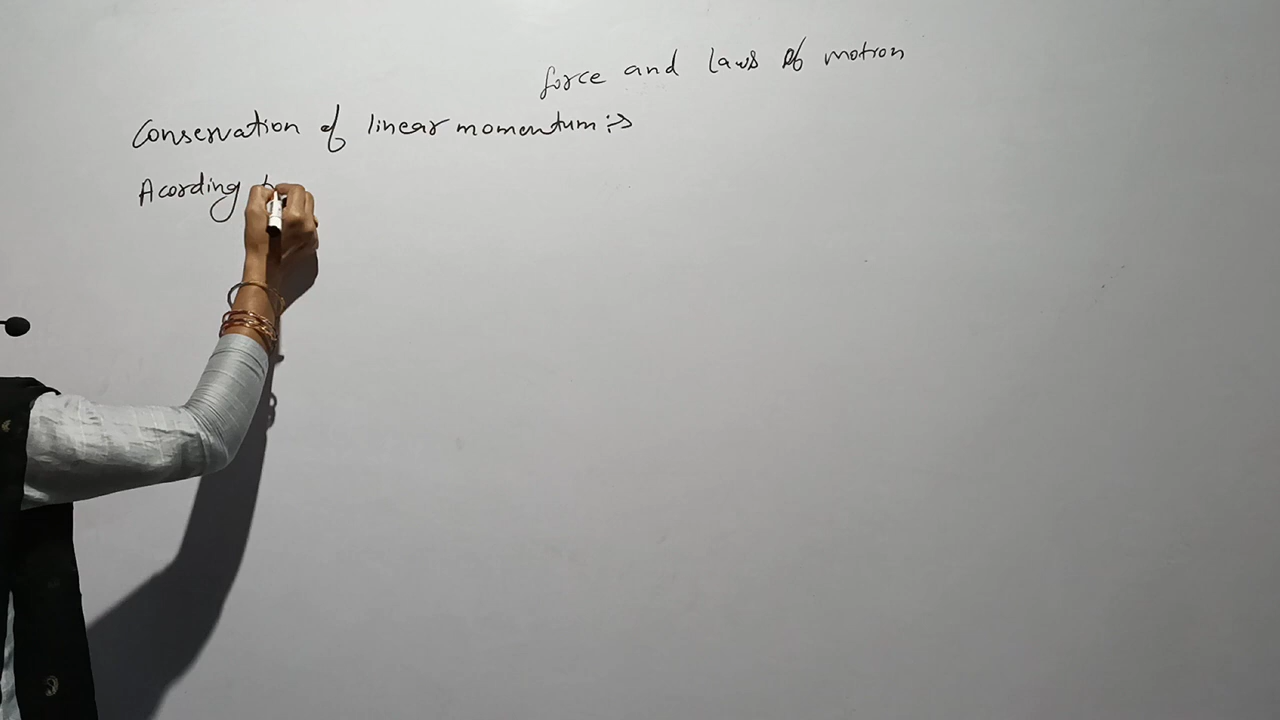 force and laws of motion
Conservation of linear momentum :->
Acording